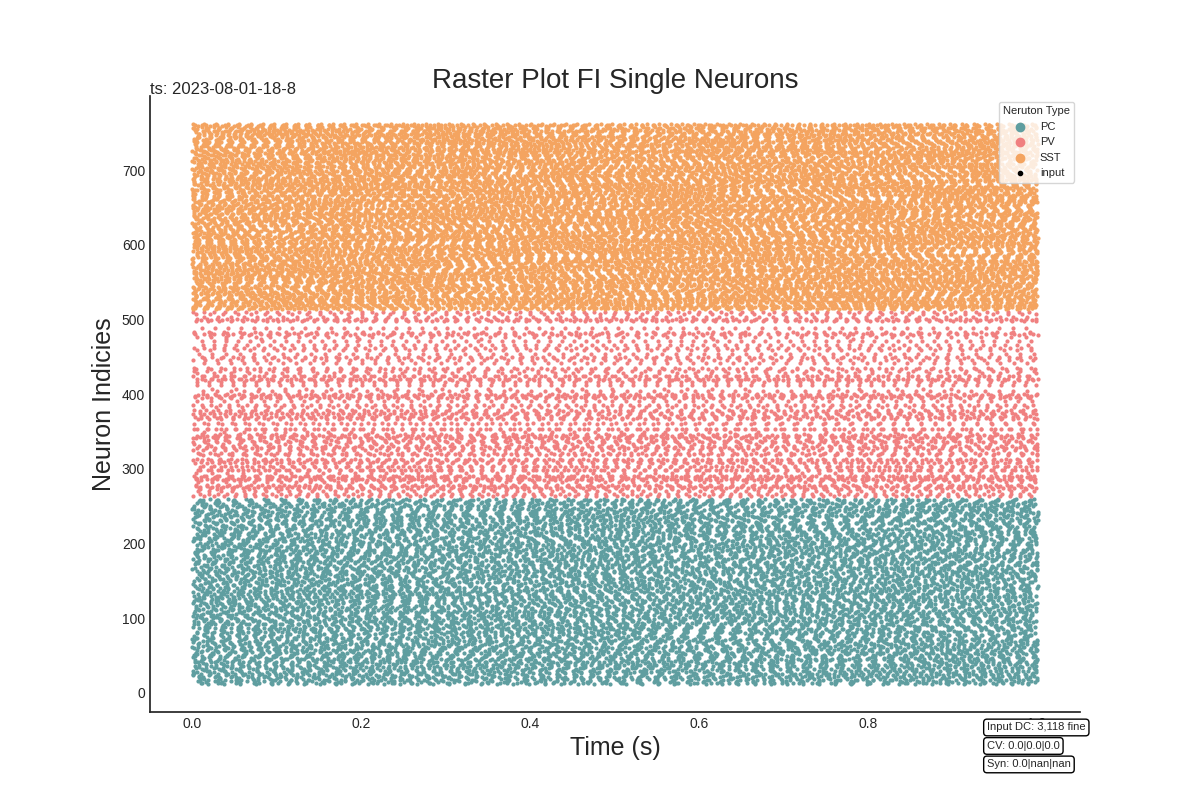 Raster Plot FI Single Neurons
ts: 2023-08-01-18-8
Neruton Type
PC
PV
SST
input
Neuron Indicies
700
600
500
400
300
200
100
0
0.0
0.2
0.4
0.6
0.8
Time (s)
Input DC: 3,118 fine
CV: 0.0|0.0|0.0
Syn: 0.0|nan|nan